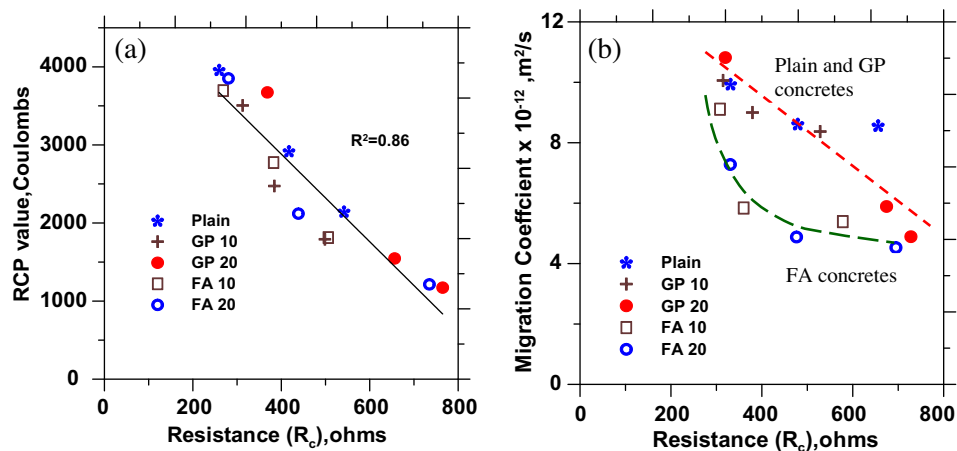 (a)
RCP value,Coulombs
4000
3000
2000
1000
0
R²=0.86
Plain
GP 10
GP 20
FA 10
FA 20
0
200
400
600
800
Resistance (Rc),ohms
(b)
Migration Coeffcient x 10⁻¹² ,m²/s
12
8
4
0
Plain and GP
concretes
FA concretes
Plain
GP 10
GP 20
FA 10
FA 20
0
200
400
600
800
Resistance (Rc),ohms